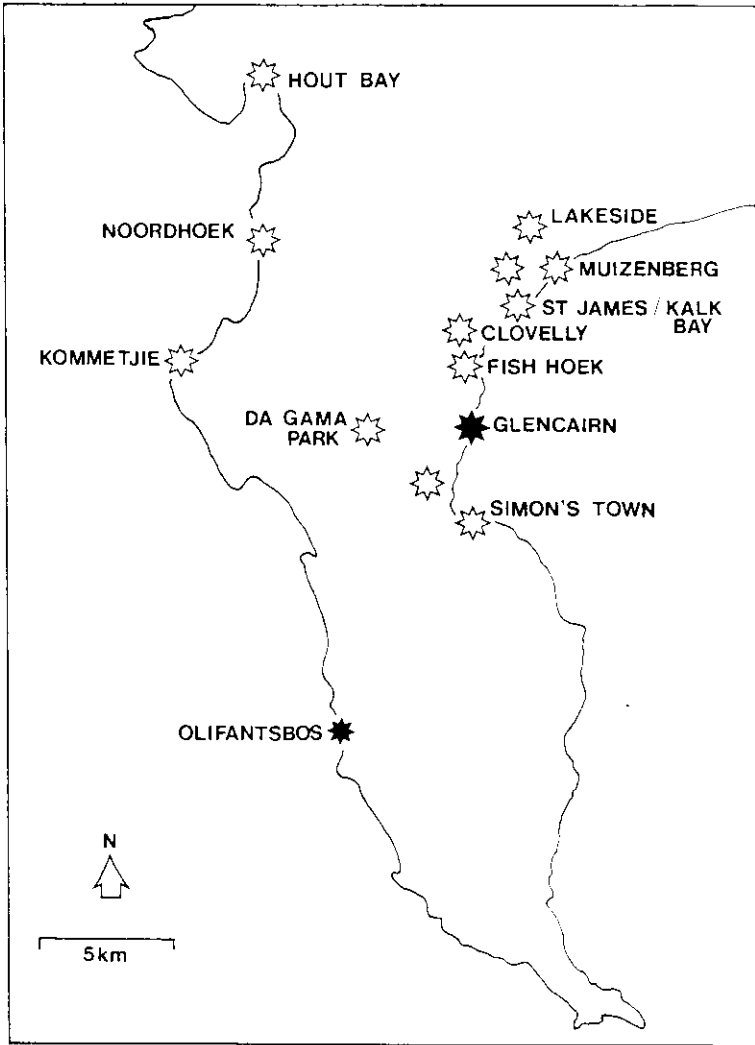 HOUT BAY
LAKESIDE
NOORDHOEK
MUIZENBERG
ST JAMES / KALK
BAY
CLOVELLY
KOMMETJIE
FISH HOEK
DA GAMA
PARK
GLENCAIRN
SIMON'S TOWN
OLIFANTSBOS
N
5km